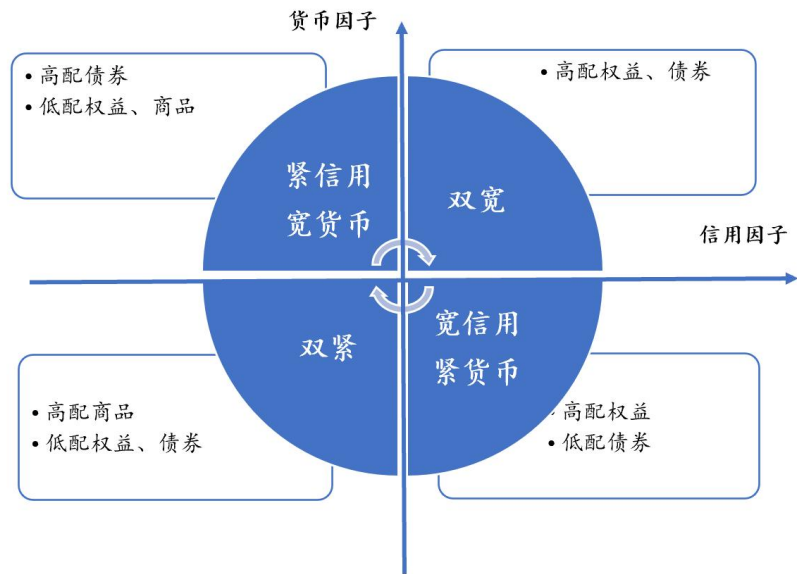 货币因子
• 高配债券
• 低配权益、商品
• 高配权益、债券
紧信用
宽货币
双宽
信用因子
双紧
宽信用
紧货币
• 高配商品
• 低配权益、债券
• 高配权益
• 低配债券